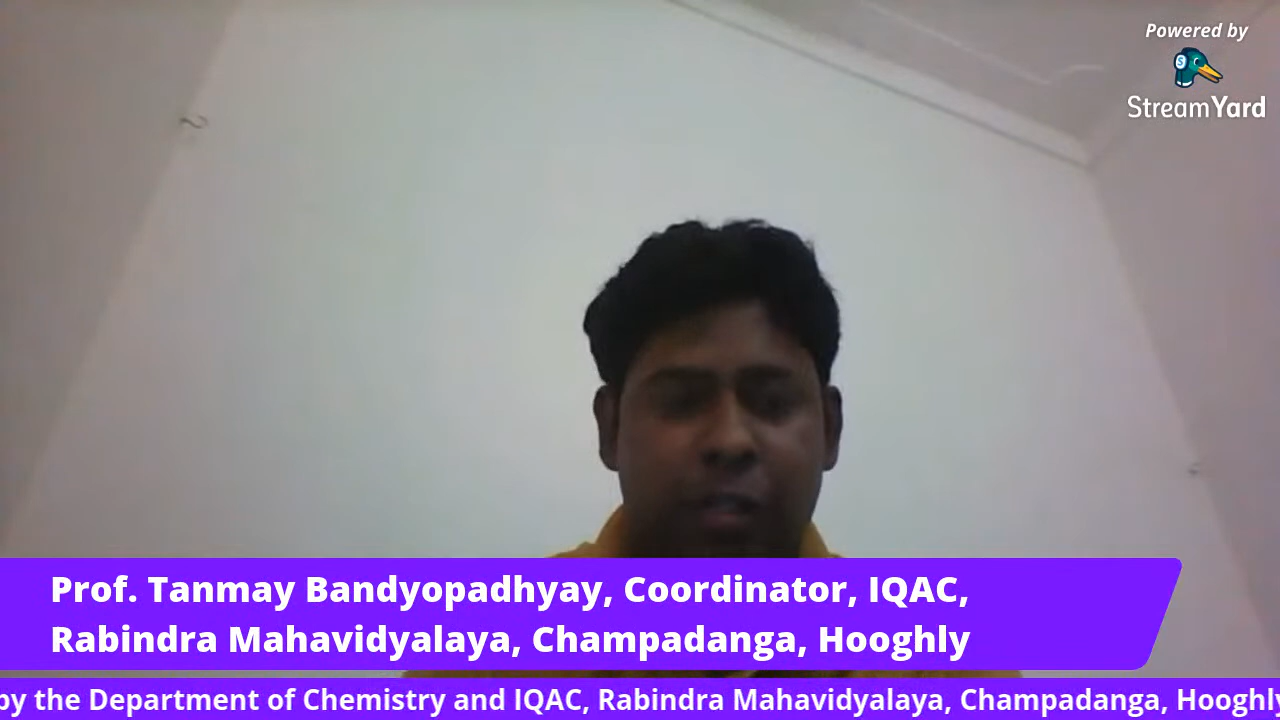 Powered by
StreamYard
Prof. Tanmay Bandyopadhyay, Coordinator, IQAC,
Rabindra Mahavidyalaya, Champadanga, Hooghly
by the Department of Chemistry and IQAC, Rabindra Mahavidyalaya, Champadanga, Hooghly